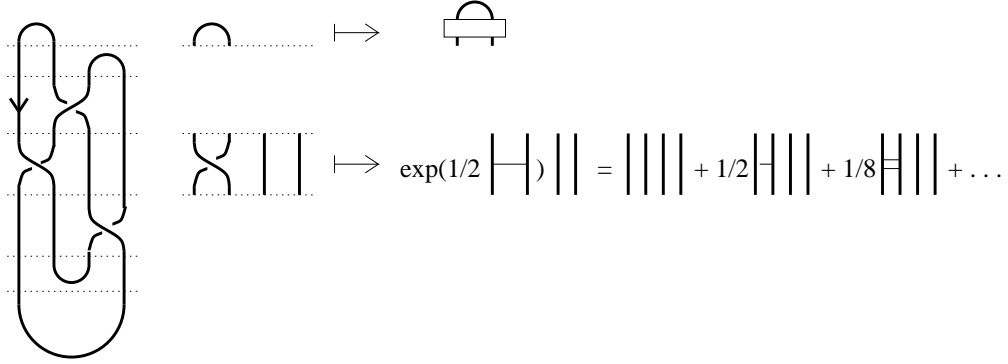 exp(1/2 ) = + 1/2 + 1/8 + . . .